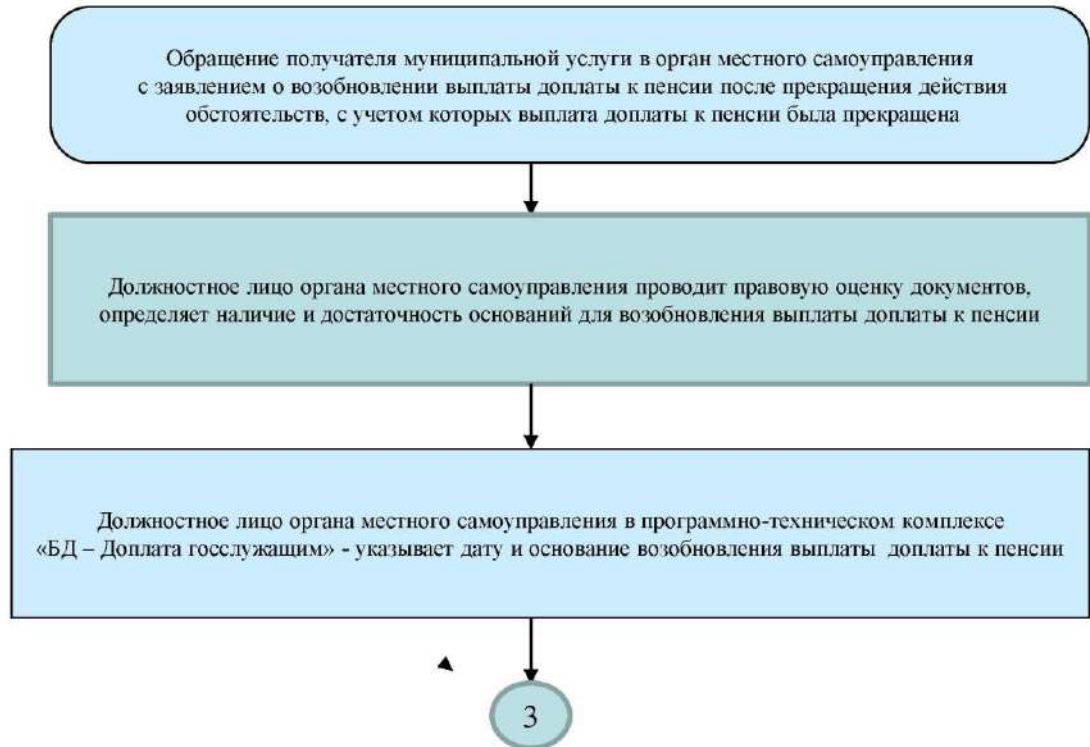 Обращение получателя муниципальной услуги в орган местного самоуправления
с заявлением о возобновлении выплаты доплаты к пенсии после прекращения действия
обстоятельств, с учетом которых выплата доплаты к пенсии была прекращена
Должностное лицо органа местного самоуправления проводит правовую оценку документов,
определяет наличие и достаточность оснований для возобновления выплаты доплаты к пенсии
Должностное лицо органа местного самоуправления в программно-техническом комплексе
«БД – Доплата госслужащим» - указывает дату и основание возобновления выплаты доплаты к пенсии
3